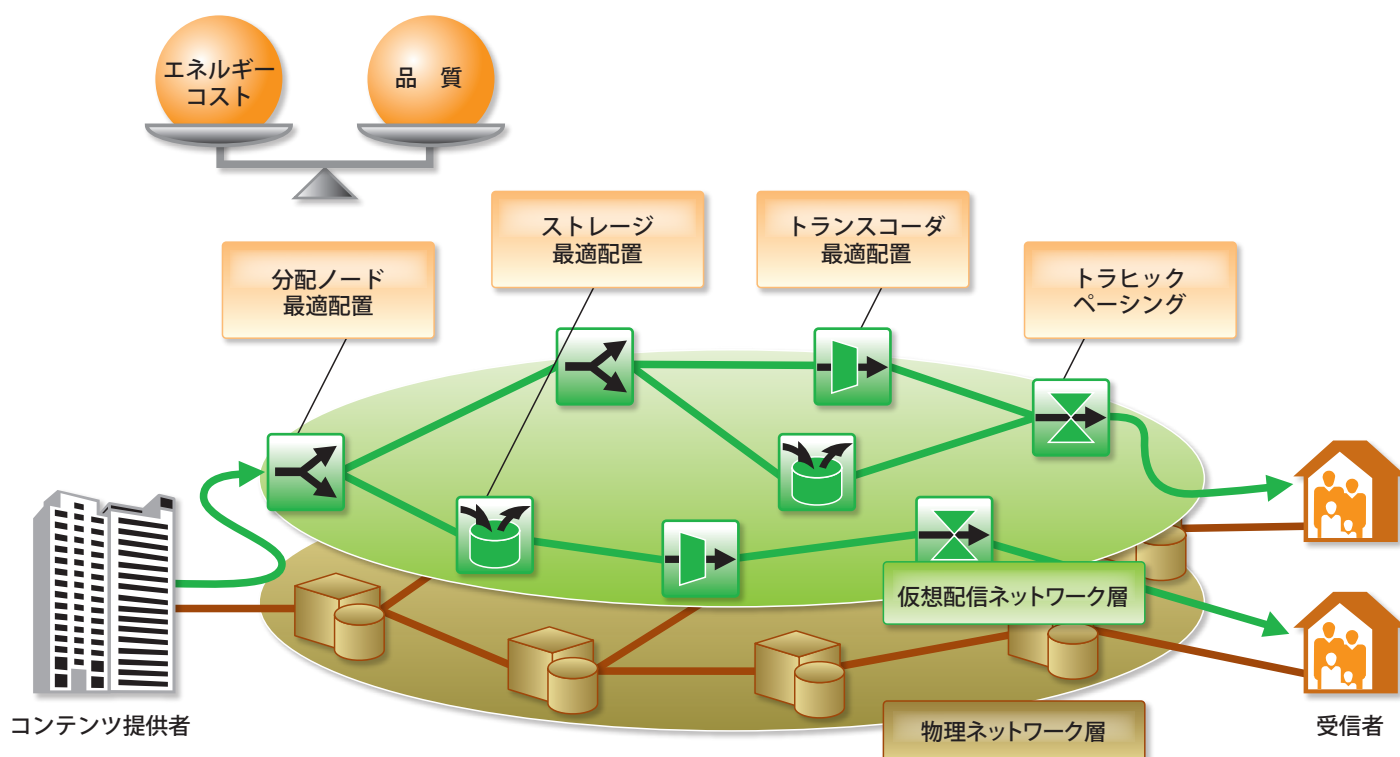 エネルギー
コスト
品　質
ストレージ
最適配置
トランスコーダ
最適配置
分配ノード
最適配置
トラヒック
ペーシング
仮想配信ネットワーク層
コンテンツ提供者
物理ネットワーク層
受信者